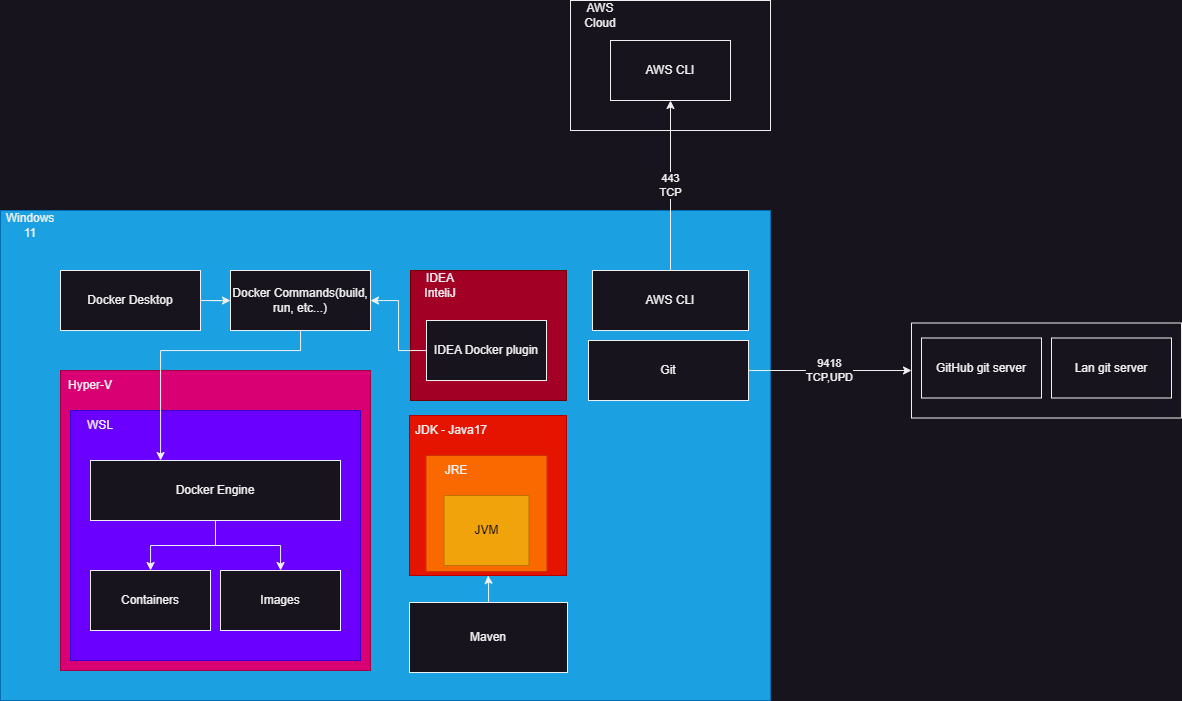 AWS
Cloud
AWS CLI
443
TCP
Windows
11
Docker Desktop
Docker Commands(build,
run, etc...)
IDEA
InteliJ
IDEA Docker plugin
AWS CLI
Git
9418
TCP,UPD
GitHub git server
Lan git server
Hyper-V
WSL
Docker Engine
Containers
Images
JDK - Java17
JRE
JVM
Maven